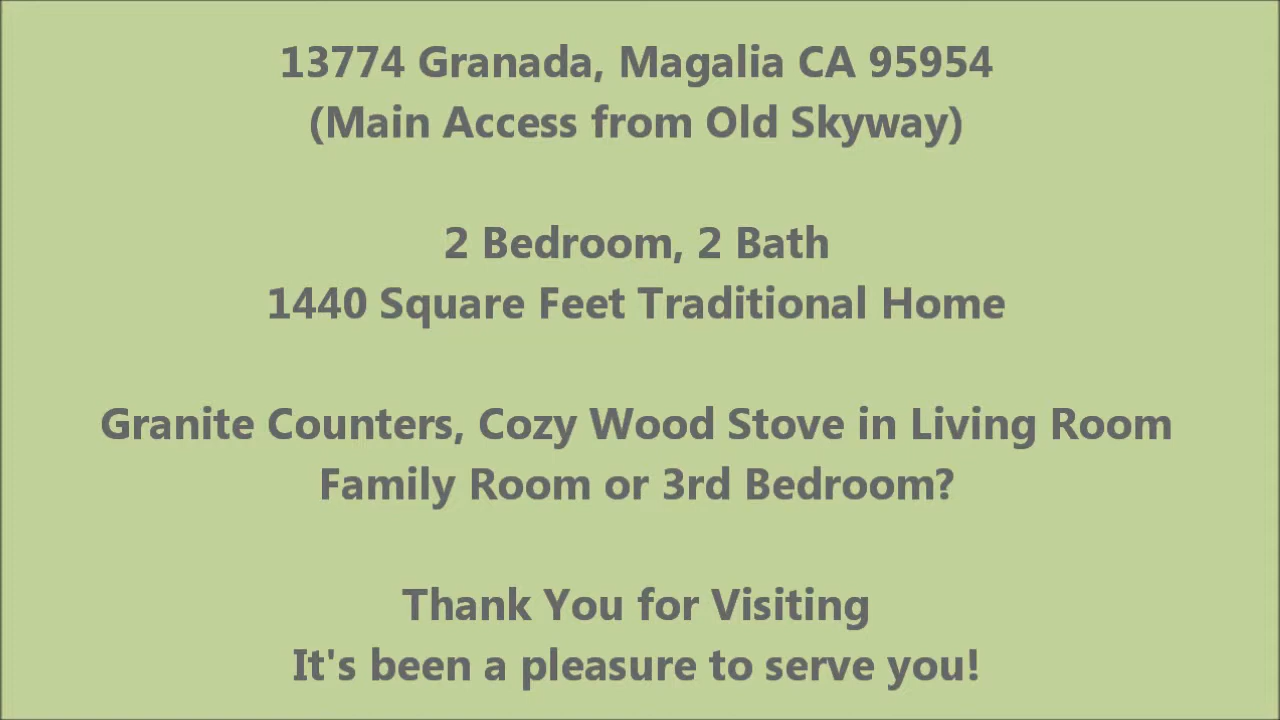 13774 Granada, Magalia CA 95954
(Main Access from Old Skyway)
2 Bedroom, 2 Bath
1440 Square Feet Traditional Home
Granite Counters, Cozy Wood Stove in Living Room
Family Room or 3rd Bedroom?
Thank You for Visiting
It's been a pleasure to serve you!